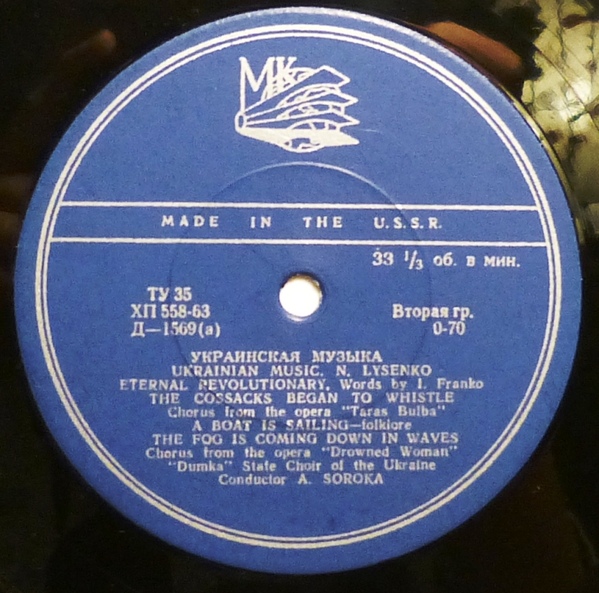 МК
MADE IN THE U.S.S.R.
33 1/3 об. в мин.
ТУ 35
ХП 558-63
Д—1569(а)
Вторая гр.
0-70
УКРАИНСКАЯ МУЗЫКА
UKRAINIAN MUSIC. N. LYSENKO
ETERNAL REVOLUTIONARY, Words by I. Franko
THE COSSACKS BEGAN TO WHISTLE
Chorus from the opera "Taras Bulba"
A BOAT IS SAILING—folklore
THE FOG IS COMING DOWN IN WAVES
Chorus from the opera "Drowned Woman"
"Dumka" State Choir of the Ukraine
Conductor A. SOROKA